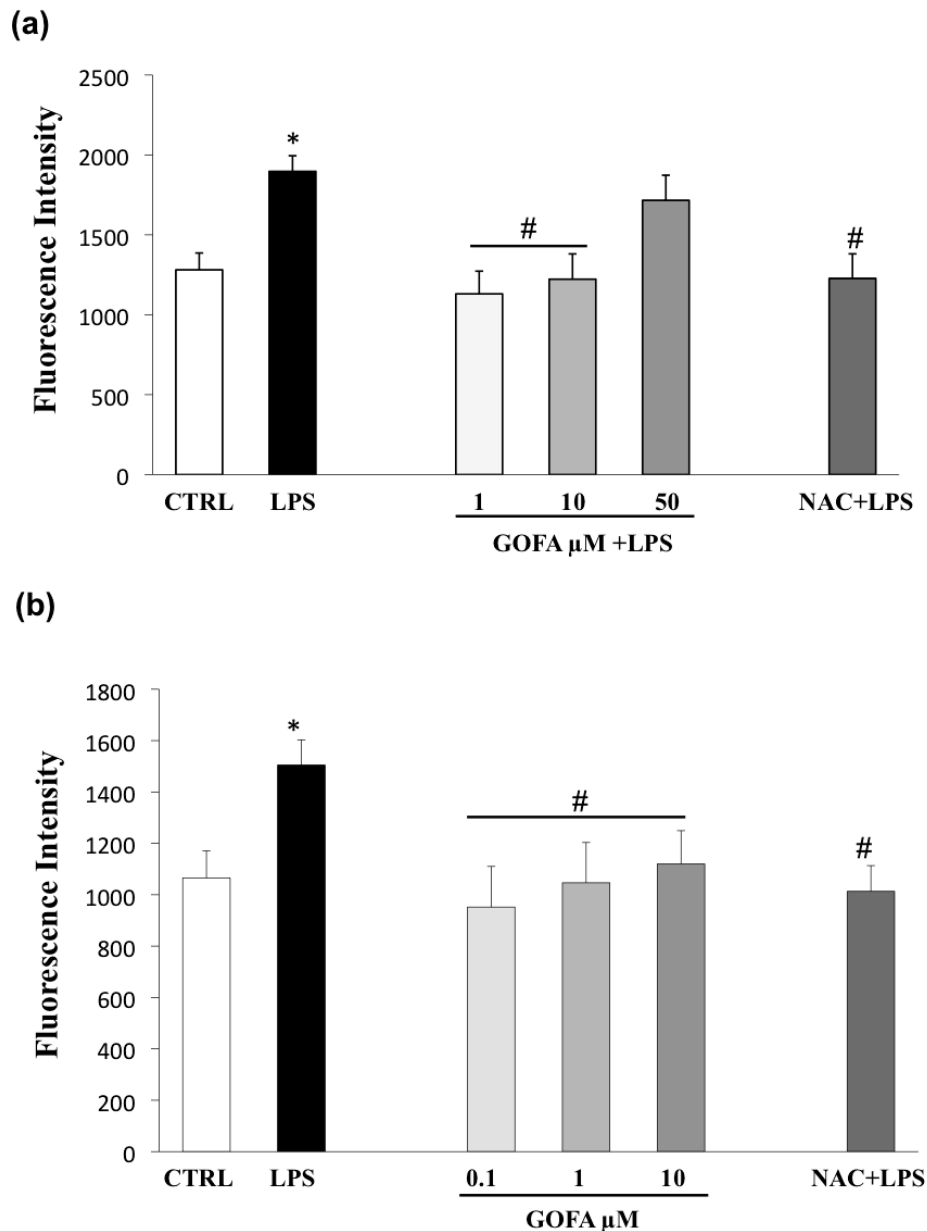 (a)
Fluorescence Intensity
2500
2000
1500
1000
500
0
*
#
#
CTRL LPS 1 10 50 NAC+LPS
GOFA µM +LPS
(b)
Fluorescence Intensity
1800
1600
1400
1200
1000
800
600
400
200
0
*
#
#
CTRL LPS 0.1 1 10 NAC+LPS
GOFA µM